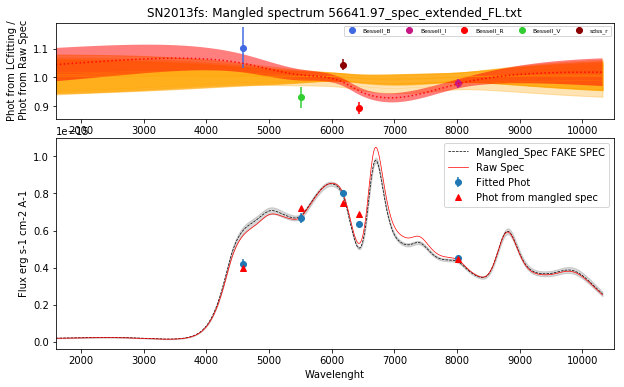 SN2013fs: Mangled spectrum 56641.97_spec_extended_FL.txt
Phot from LCfitting /
Phot from Raw Spec
1.1
1.0
0.9
Bessell_B
Bessell_I
Bessell_R
Bessell_V
sdss_r
2000 3000 4000 5000 6000 7000 8000 9000 10000
Flux erg s-1 cm-2 A-1
1.0
0.8
0.6
0.4
0.2
0.0
Mangled_Spec FAKE SPEC
Raw Spec
Fitted Phot
Phot from mangled spec
2000 3000 4000 5000 6000 7000 8000 9000 10000
Wavelenght